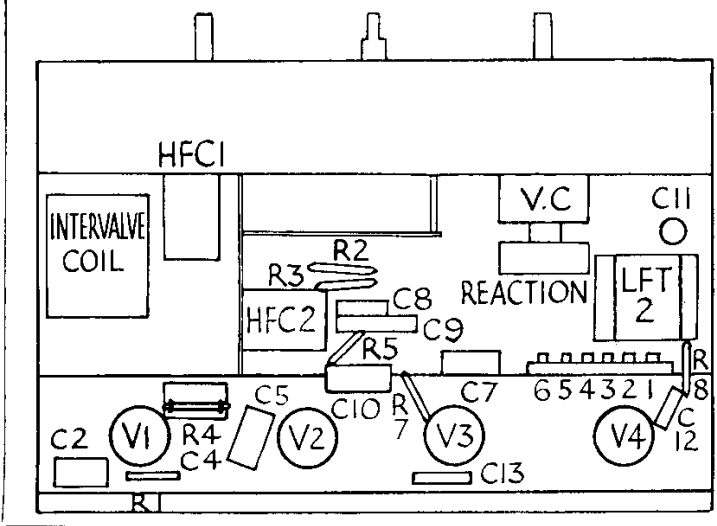 HFC1
INTERVALVE
COIL
V.C
C11
R2
R3
REACTION
LFT
2
HFC2
C8
C9
R5
C7
6 5 4 3 2 1
R
8
C5
C10
R
7
C
12
V1
R4
V2
V3
V4
C2
C4
C13
R